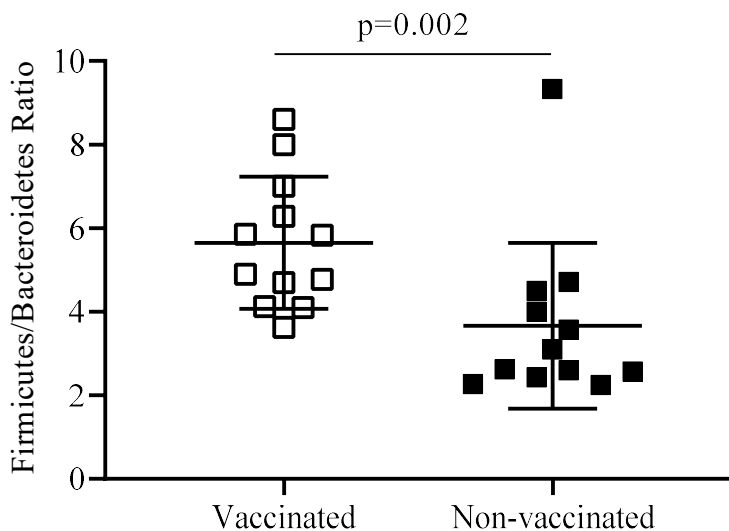 p=0.002
Firmicutes/Bacteroidetes Ratio
10
8
6
4
2
0
Vaccinated
Non-vaccinated